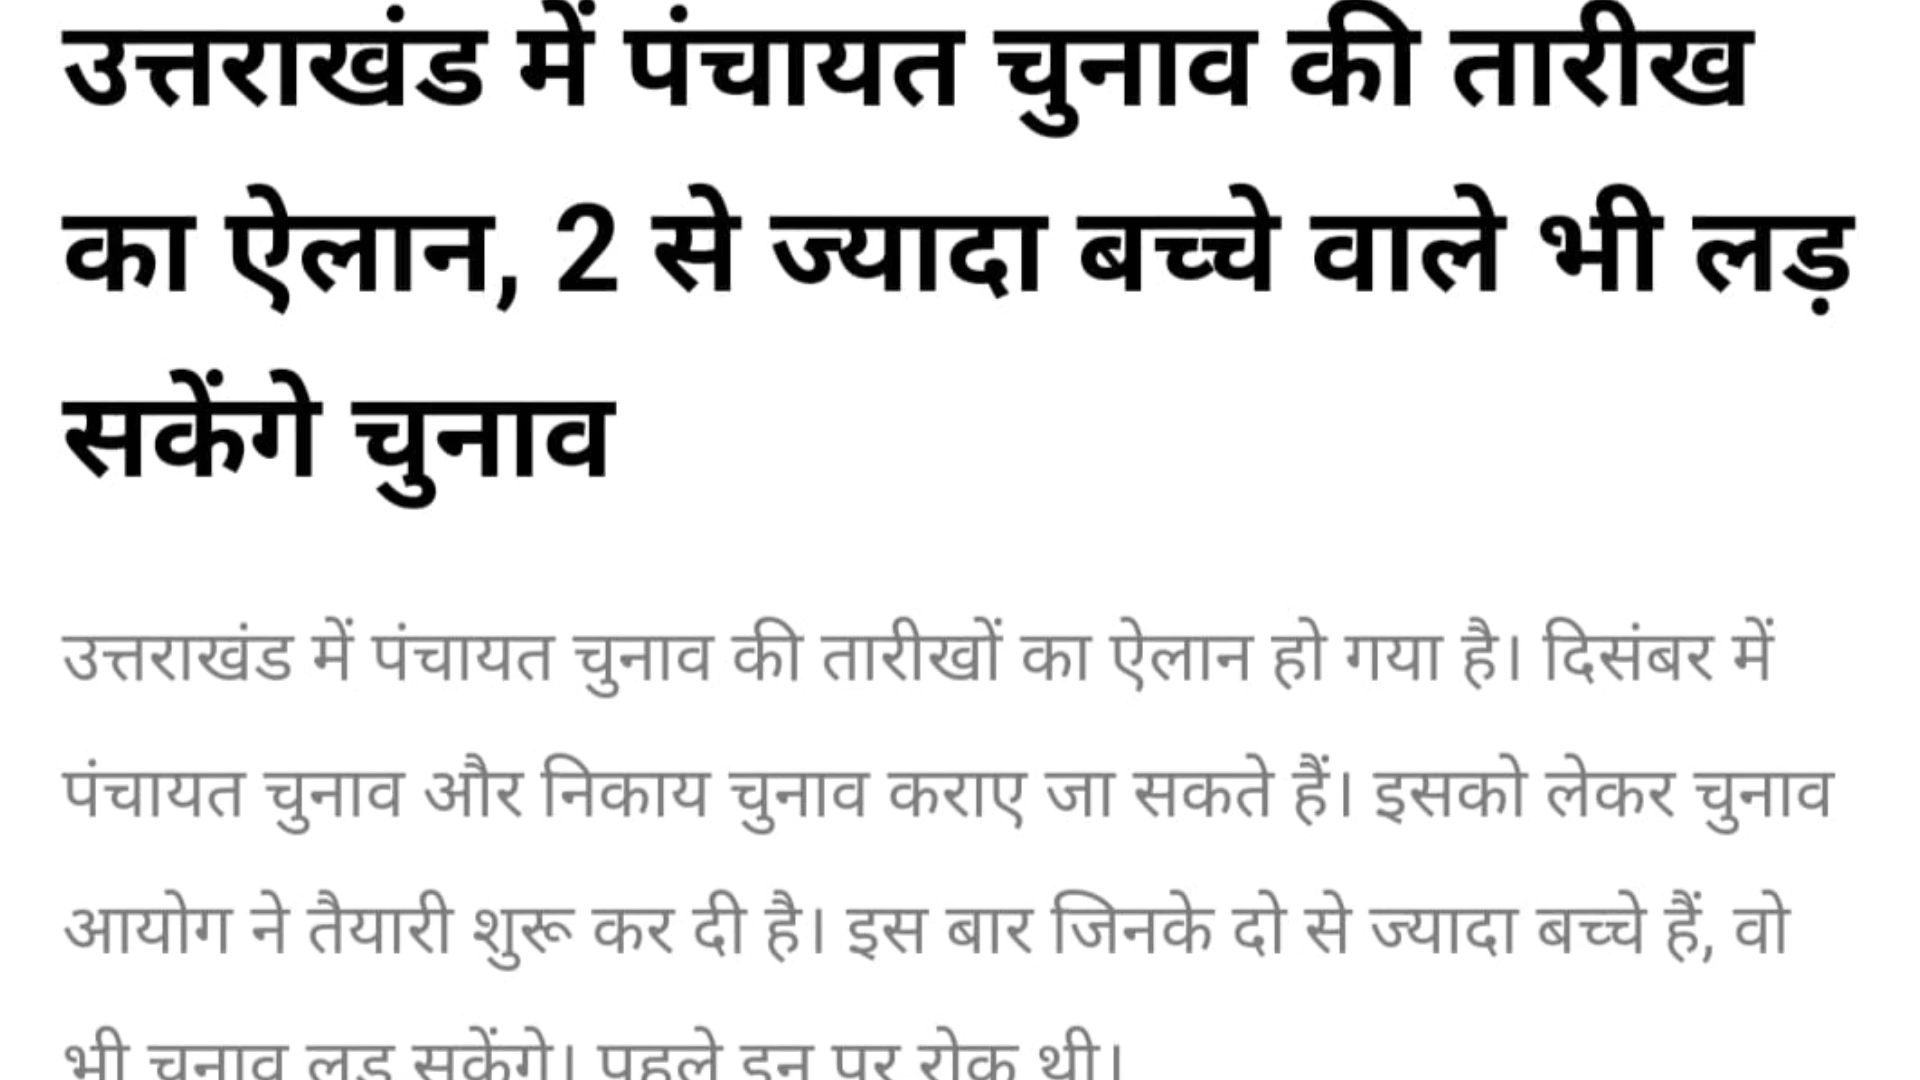 उत्तराखंड में पंचायत चुनाव की तारीख
का ऐलान, 2 से ज्यादा बच्चे वाले भी लड़
सकेंगे चुनाव
उत्तराखंड में पंचायत चुनाव की तारीखों का ऐलान हो गया है। दिसंबर में
पंचायत चुनाव और निकाय चुनाव कराए जा सकते हैं। इसको लेकर चुनाव
आयोग ने तैयारी शुरू कर दी है। इस बार जिनके दो से ज्यादा बच्चे हैं, वो
भी चुनाव लड़ सकेंगे। पहले इन पर रोक थी।